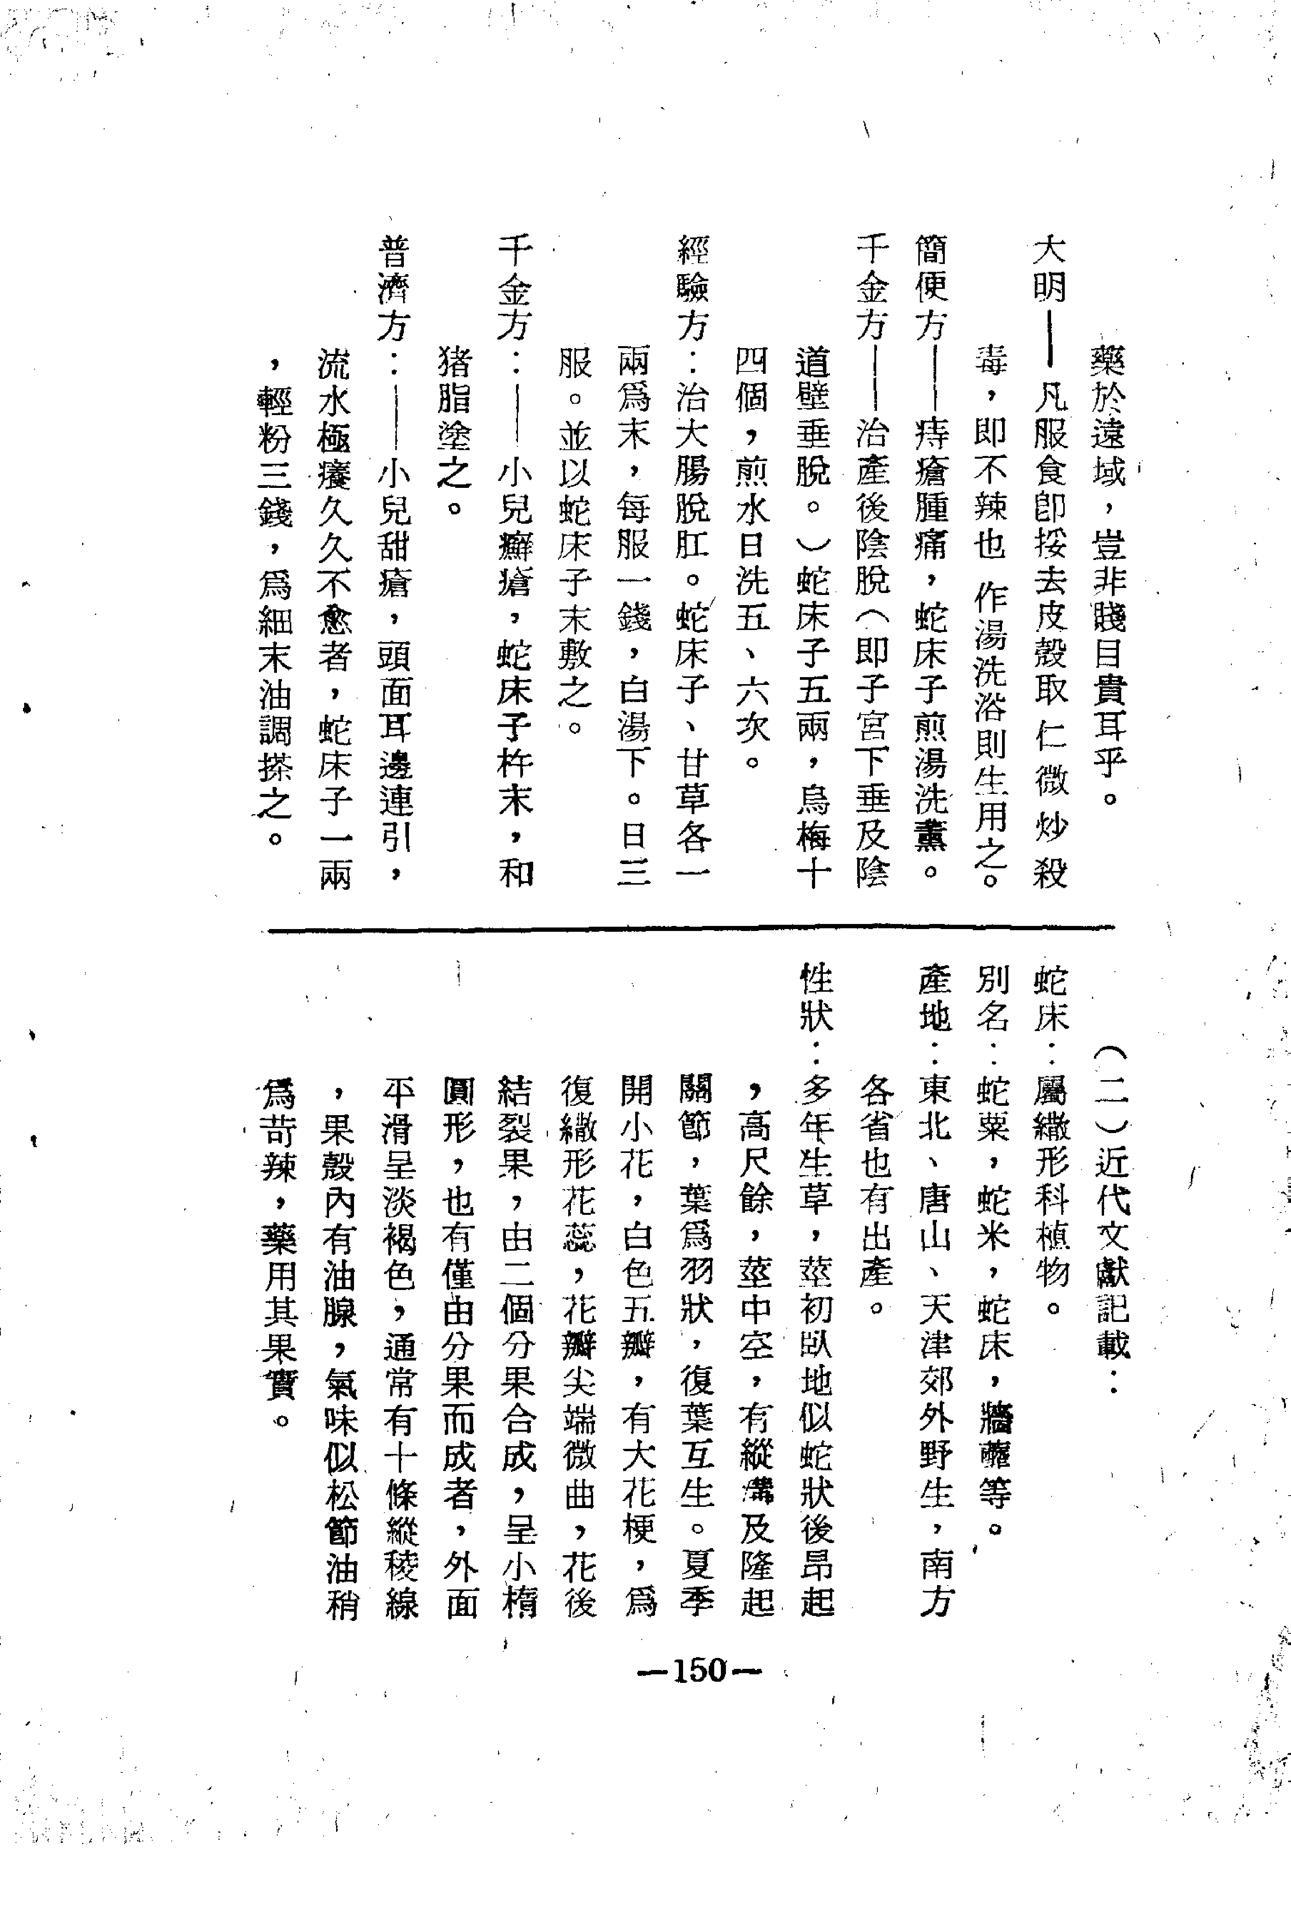 藥於遠域，豈非賤目貴耳乎。
大明——凡服食卽挼去皮殼取仁微炒殺
毒，即不辣也 作湯洗浴則生用之。
簡便方——痔瘡腫痛，蛇床子煎湯洗薰。
千金方——治產後陰脫（即子宮下垂及陰
道壁垂脫。）蛇床子五兩，烏梅十
四個，煎水日洗五、六次。
經驗方：治大腸脫肛。蛇床子、甘草各一
兩爲末，每服一錢，白湯下。日三
服。並以蛇床子末敷之。
千金方：——小兒癬瘡，蛇床子杵末，和
猪脂塗之。
普濟方：——小兒甜瘡，頭面耳邊連引，
流水極癢久久不愈者，蛇床子一兩
，輕粉三錢，爲細末油調搽之。
（二）近代文獻記載：
蛇床：屬繖形科植物。
別名：蛇粟，蛇米，蛇床，牆蘼等。
產地：東北、唐山、天津郊外野生，南方
各省也有出產。
性狀：多年生草，莖初臥地似蛇狀後昂起
，高尺餘，莖中空，有縱溝及隆起
關節，葉爲羽狀，復葉互生。夏季
開小花，白色五瓣，有大花梗，爲
復繖形花蕊，花瓣尖端微曲，花後
結裂果，由二個分果合成，呈小楕
圓形，也有僅由分果而成者，外面
平滑呈淡褐色，通常有十條縱稜線
，果殼內有油腺，氣味似松節油稍
爲苛辣，藥用其果實。
—150—